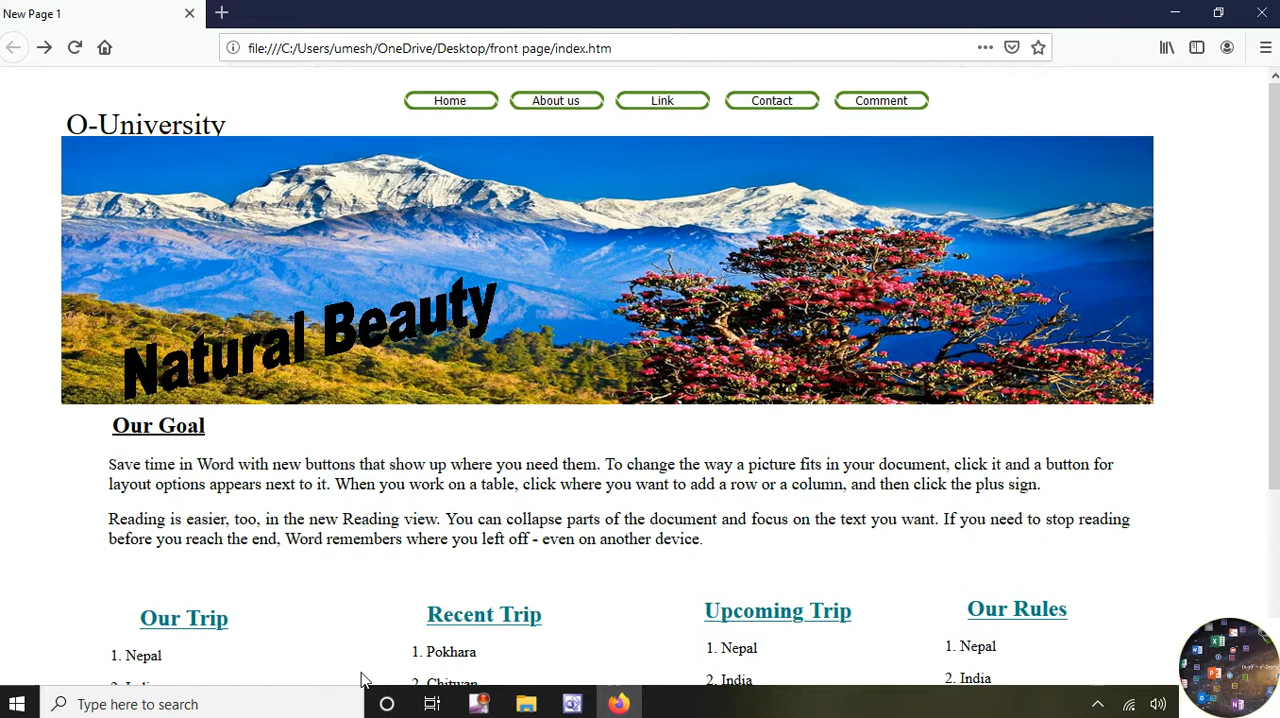 New Page 1
file:///C:/Users/umesh/OneDrive/Desktop/front page/index.htm
Home About us Link Contact Comment
O-University
Natural Beauty
Our Goal
Save time in Word with new buttons that show up where you need them. To change the way a picture fits in your document, click it and a button for
layout options appears next to it. When you work on a table, click where you want to add a row or a column, and then click the plus sign.
Reading is easier, too, in the new Reading view. You can collapse parts of the document and focus on the text you want. If you need to stop reading
before you reach the end, Word remembers where you left off - even on another device.
Our Trip Recent Trip Upcoming Trip Our Rules
1. Nepal 1. Pokhara 1. Nepal 1. Nepal
2. India 2. Chitwan 2. India 2. India
Type here to search